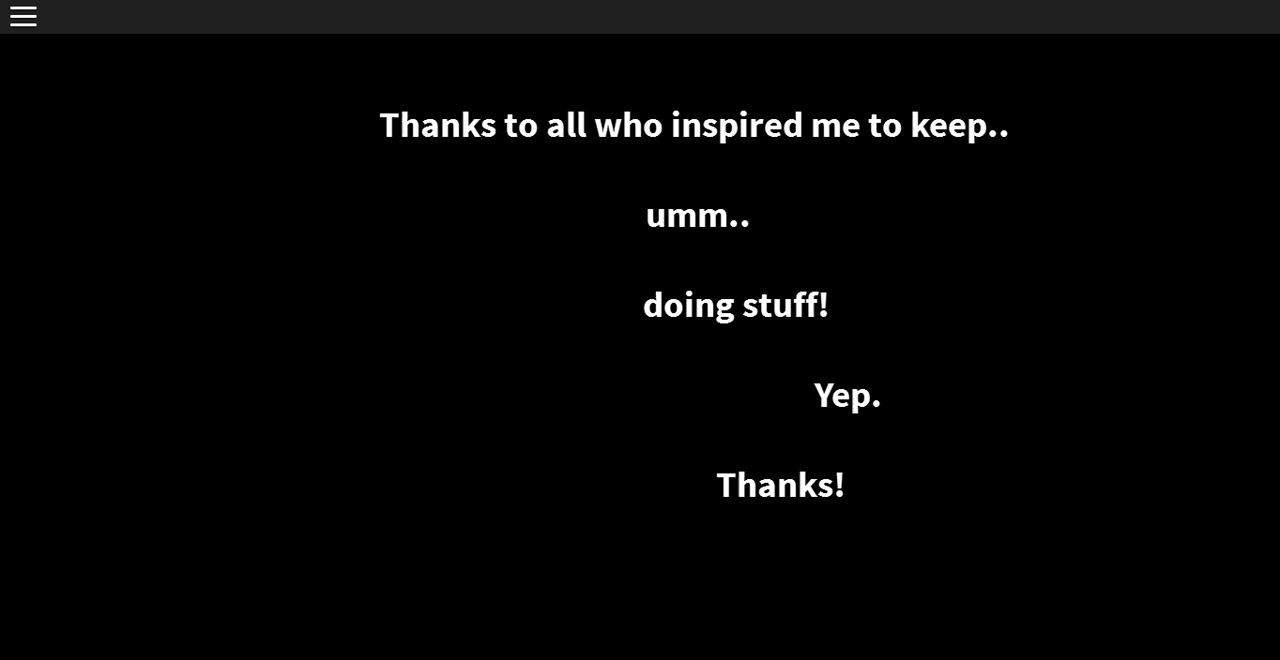 Thanks to all who inspired me to keep..
umm..
doing stuff!
Yep.
Thanks!